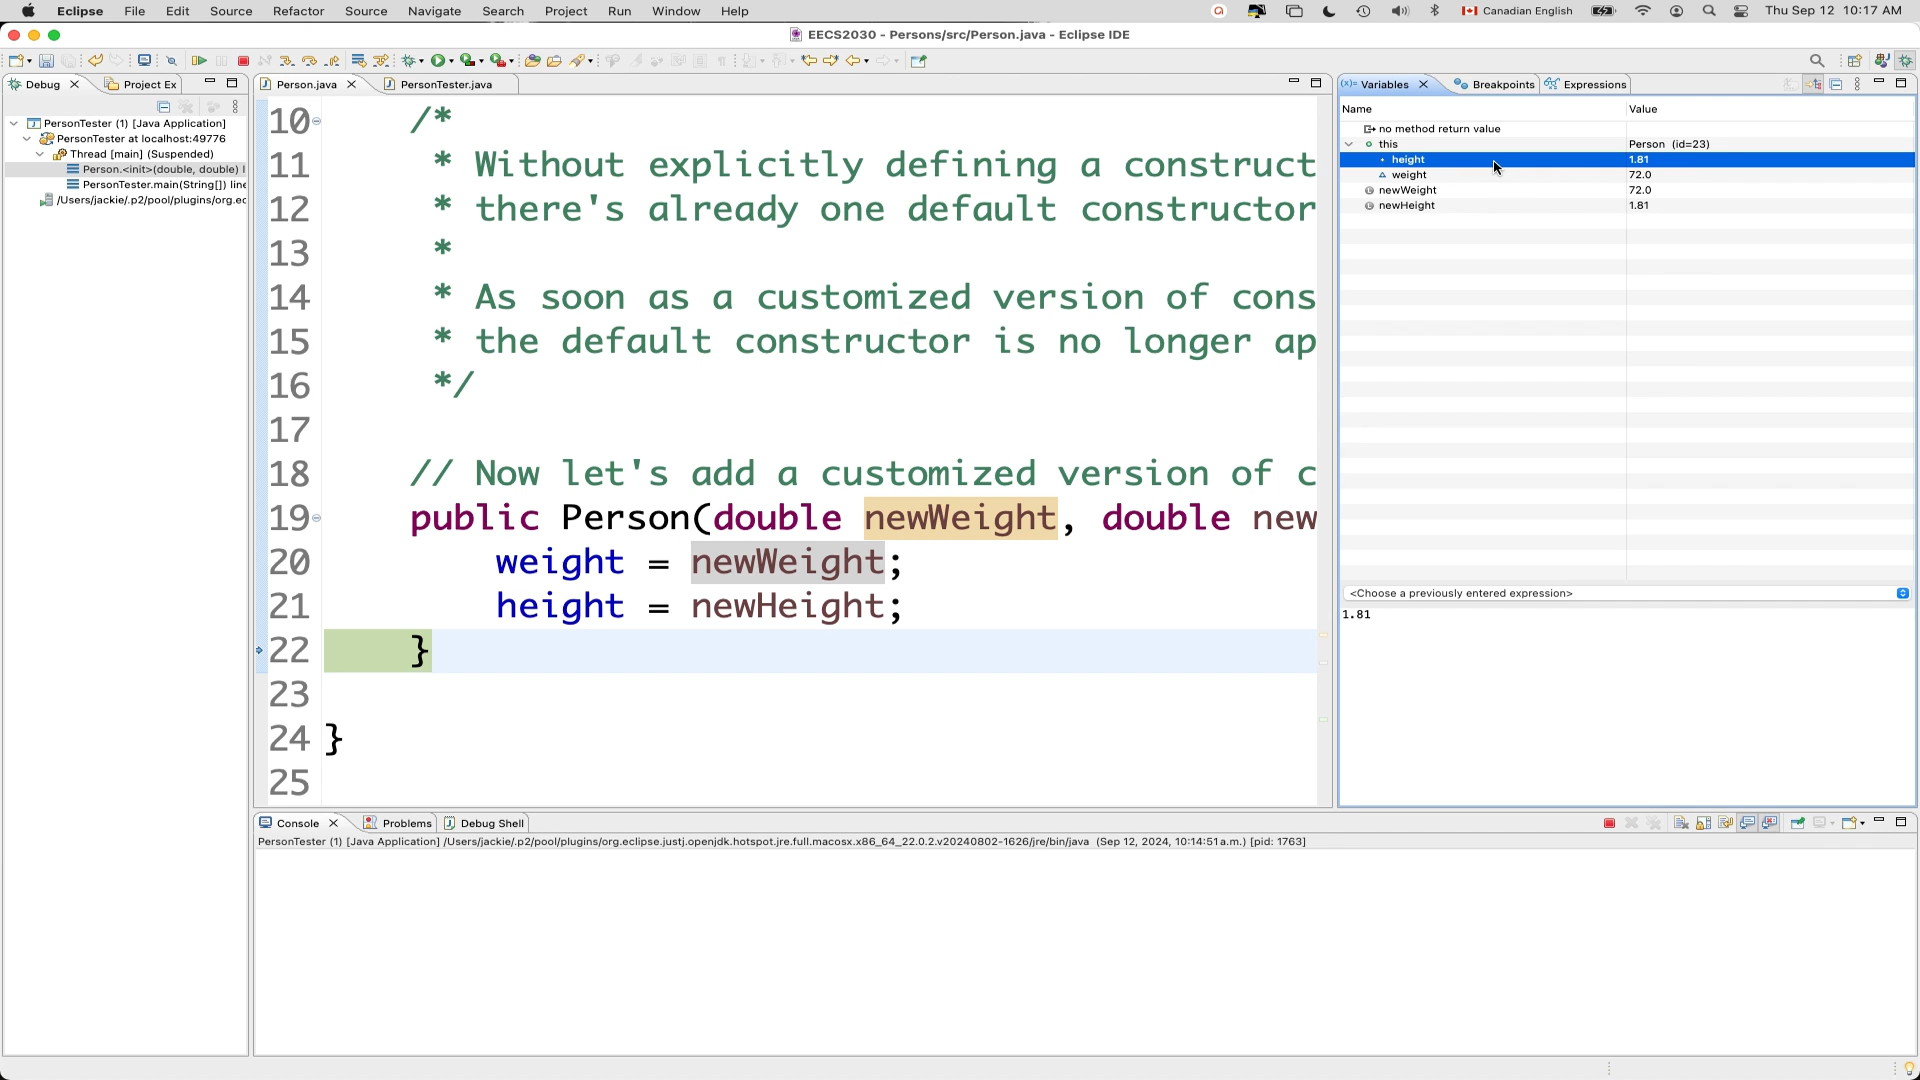 Eclipse File Edit Source Refactor Source Navigate Search Project Run Window Help Canadian English Thu Sep 12 10:17 AM
EECS2030 - Persons/src/Person.java - Eclipse IDE
Debug Project Ex
PersonTester (1) [Java Application]
PersonTester at localhost:49776
Thread [main] (Suspended)
Person.<init>(double, double) l
PersonTester.main(String[]) line
/Users/jackie/.p2/pool/plugins/org.ec
Person.java PersonTester.java
10 /*
11 * Without explicitly defining a construct
12 * there's already one default constructor
13 *
14 * As soon as a customized version of cons
15 * the default constructor is no longer ap
16 */
17
18 // Now let's add a customized version of c
19 public Person(double newWeight, double new
20 weight = newWeight;
21 height = newHeight;
22 }
23
24 }
25
Variables Breakpoints Expressions
Name Value
no method return value
this Person (id=23)
height 1.81
weight 72.0
newWeight 72.0
newHeight 1.81
<Choose a previously entered expression>
1.81
Console Problems Debug Shell
PersonTester (1) [Java Application] /Users/jackie/.p2/pool/plugins/org.eclipse.justj.openjdk.hotspot.jre.full.macosx.x86_64_22.0.2.v20240802-1626/jre/bin/java (Sep 12, 2024, 10:14:51 a.m.) [pid: 1763]